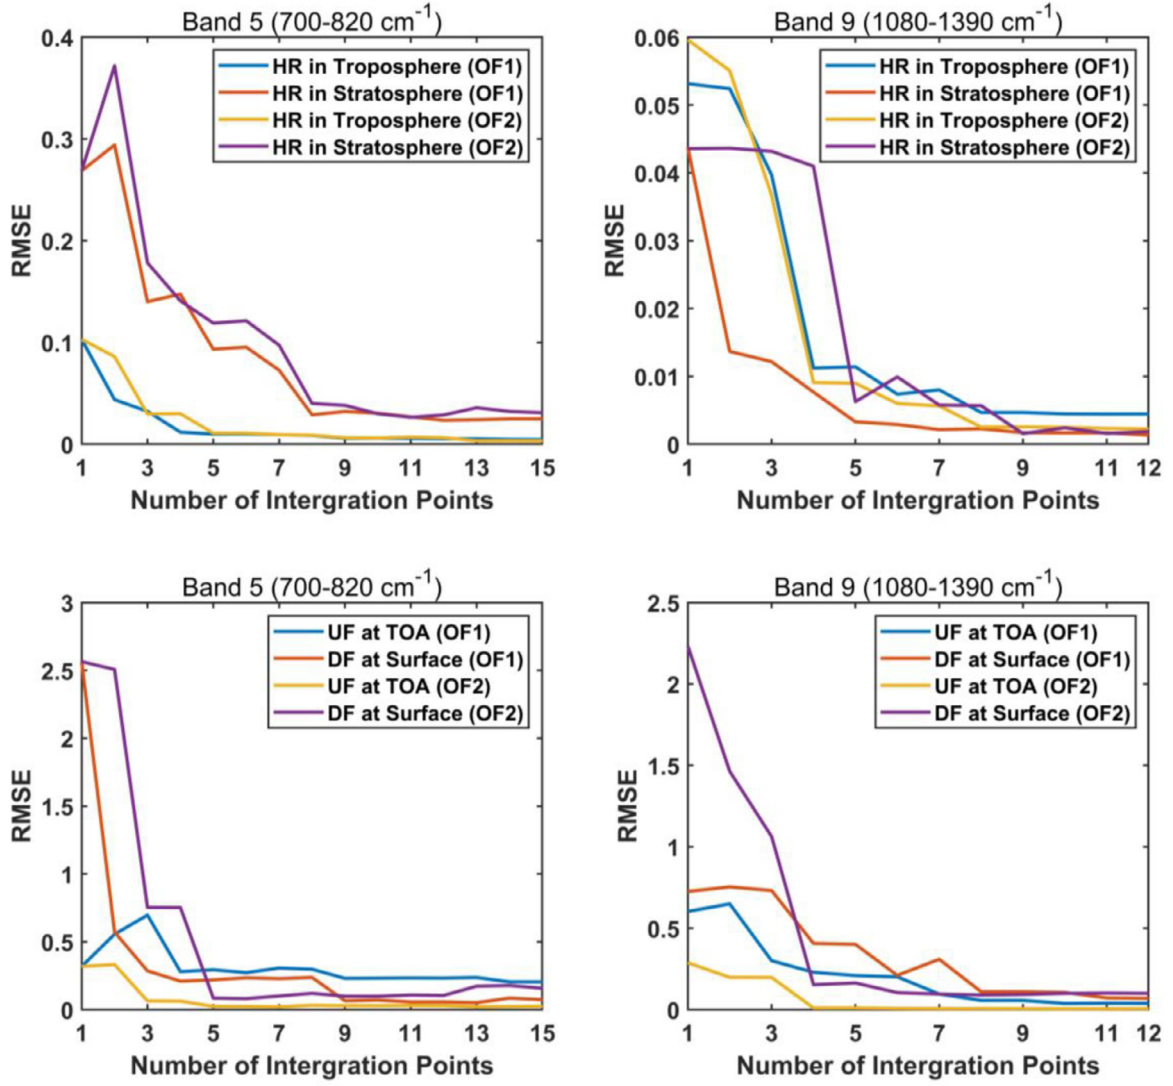 Band 5 (700-820 cm⁻¹)
0.4
0.3
0.2
0.1
0
RMSE
HR in Troposphere (OF1)
HR in Stratosphere (OF1)
HR in Troposphere (OF2)
HR in Stratosphere (OF2)
1 3 5 7 9 11 13 15
Number of Intergration Points
Band 9 (1080-1390 cm⁻¹)
0.06
0.05
0.04
0.03
0.02
0.01
0
RMSE
HR in Troposphere (OF1)
HR in Stratosphere (OF1)
HR in Troposphere (OF2)
HR in Stratosphere (OF2)
1 3 5 7 9 11 12
Number of Intergration Points
Band 5 (700-820 cm⁻¹)
3
2.5
2
1.5
1
0.5
0
RMSE
UF at TOA (OF1)
DF at Surface (OF1)
UF at TOA (OF2)
DF at Surface (OF2)
1 3 5 7 9 11 13 15
Number of Intergration Points
Band 9 (1080-1390 cm⁻¹)
2.5
2
1.5
1
0.5
0
RMSE
UF at TOA (OF1)
DF at Surface (OF1)
UF at TOA (OF2)
DF at Surface (OF2)
1 3 5 7 9 11 12
Number of Intergration Points